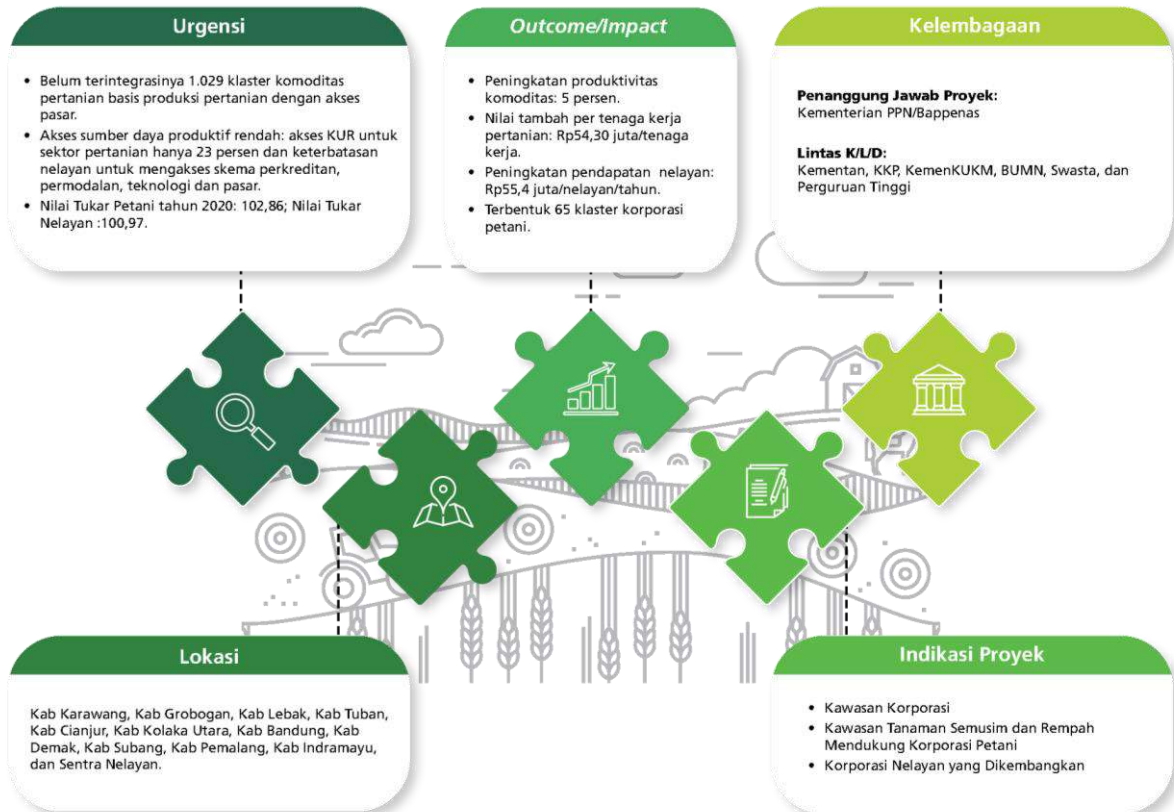 Urgensi
• Belum terintegrasinya 1.029 klaster komoditas
pertanian basis produksi pertanian dengan akses
pasar.
• Akses sumber daya produktif rendah: akses KUR untuk
sektor pertanian hanya 23 persen dan keterbatasan
nelayan untuk mengakses skema perkreditan,
permodalan, teknologi dan pasar.
• Nilai Tukar Petani tahun 2020: 102,86; Nilai Tukar
Nelayan :100,97.
Outcome/Impact
• Peningkatan produktivitas
komoditas: 5 persen.
• Nilai tambah per tenaga kerja
pertanian: Rp54,30 juta/tenaga
kerja.
• Peningkatan pendapatan nelayan:
Rp55,4 juta/nelayan/tahun.
• Terbentuk 65 klaster korporasi
petani.
Kelembagaan
Penanggung Jawab Proyek:
Kementerian PPN/Bappenas
Lintas K/L/D:
Kementan, KKP, KemenKUKM, BUMN, Swasta, dan
Perguruan Tinggi
Lokasi
Kab Karawang, Kab Grobogan, Kab Lebak, Kab Tuban,
Kab Cianjur, Kab Kolaka Utara, Kab Bandung, Kab
Demak, Kab Subang, Kab Pemalang, Kab Indramayu,
dan Sentra Nelayan.
Indikasi Proyek
• Kawasan Korporasi
• Kawasan Tanaman Semusim dan Rempah
Mendukung Korporasi Petani
• Korporasi Nelayan yang Dikembangkan